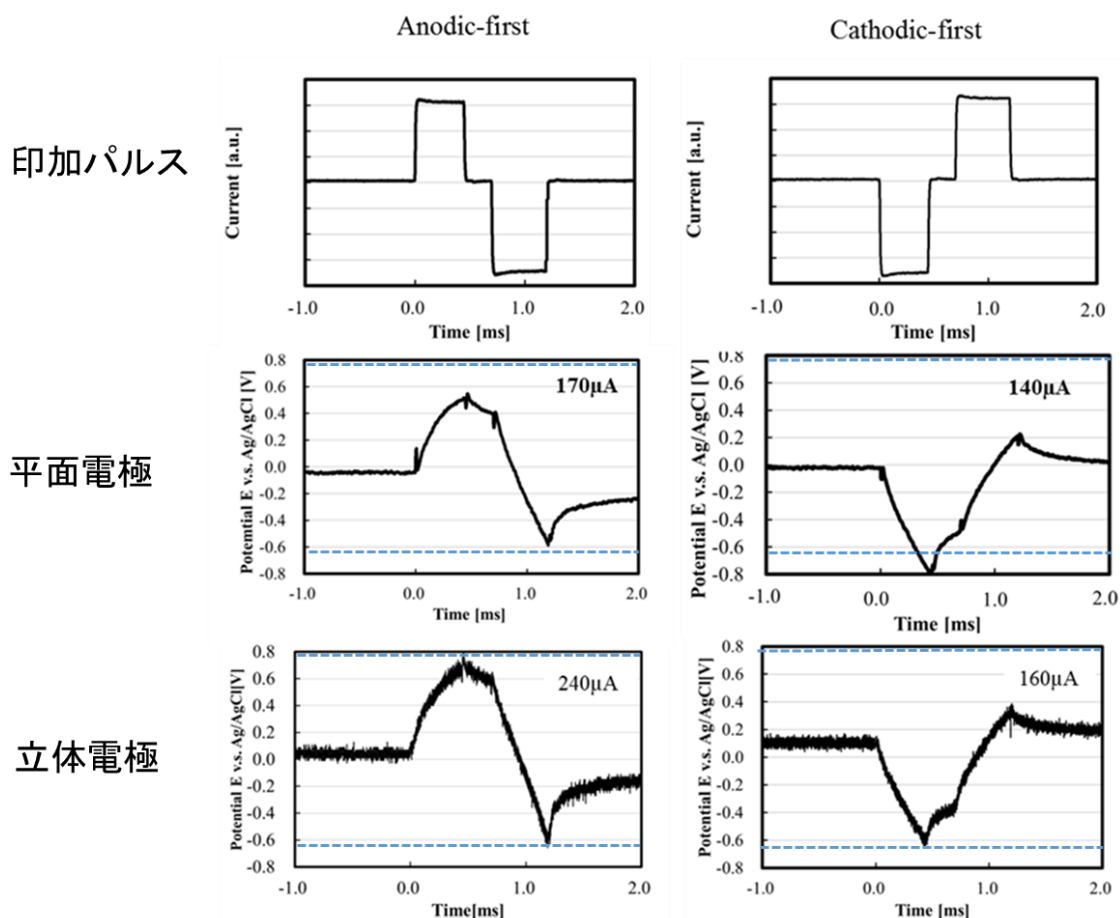 Anodic-first
Cathodic-first
印加パルス
Current [a.u.]
-1.0
0.0
1.0
2.0
Time [ms]
Current [a.u.]
-1.0
0.0
1.0
2.0
Time [ms]
平面電極
Potential E v.s. Ag/AgCl [V]
0.8
0.4
0.2
0.0
-0.2
-0.4
-0.6
-0.8
170μA
-1.0
0.0
1.0
2.0
Time [ms]
Potential E v.s. Ag/AgCl [V]
0.8
0.4
0.2
0.0
-0.2
-0.4
-0.6
-0.8
140μA
-1.0
0.0
1.0
2.0
Time [ms]
立体電極
Potential E v.s. Ag/AgCl[V]
0.8
0.6
0.4
0.2
0.0
-0.2
-0.4
-0.6
-0.8
240μA
-1.0
0.0
1.0
2.0
Time[ms]
Potential E v.s. Ag/AgCl [V]
0.8
0.6
0.4
0.2
0.0
-0.2
-0.4
-0.6
-0.8
160μA
-1.0
0.0
1.0
2.0
Time [ms]